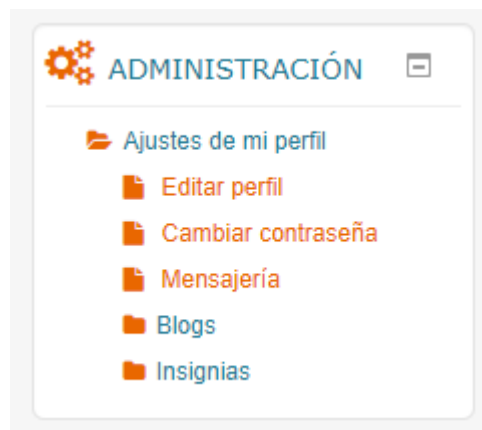 ADMINISTRACIÓN
Ajustes de mi perfil
Editar perfil
Cambiar contraseña
Mensajería
Blogs
Insignias